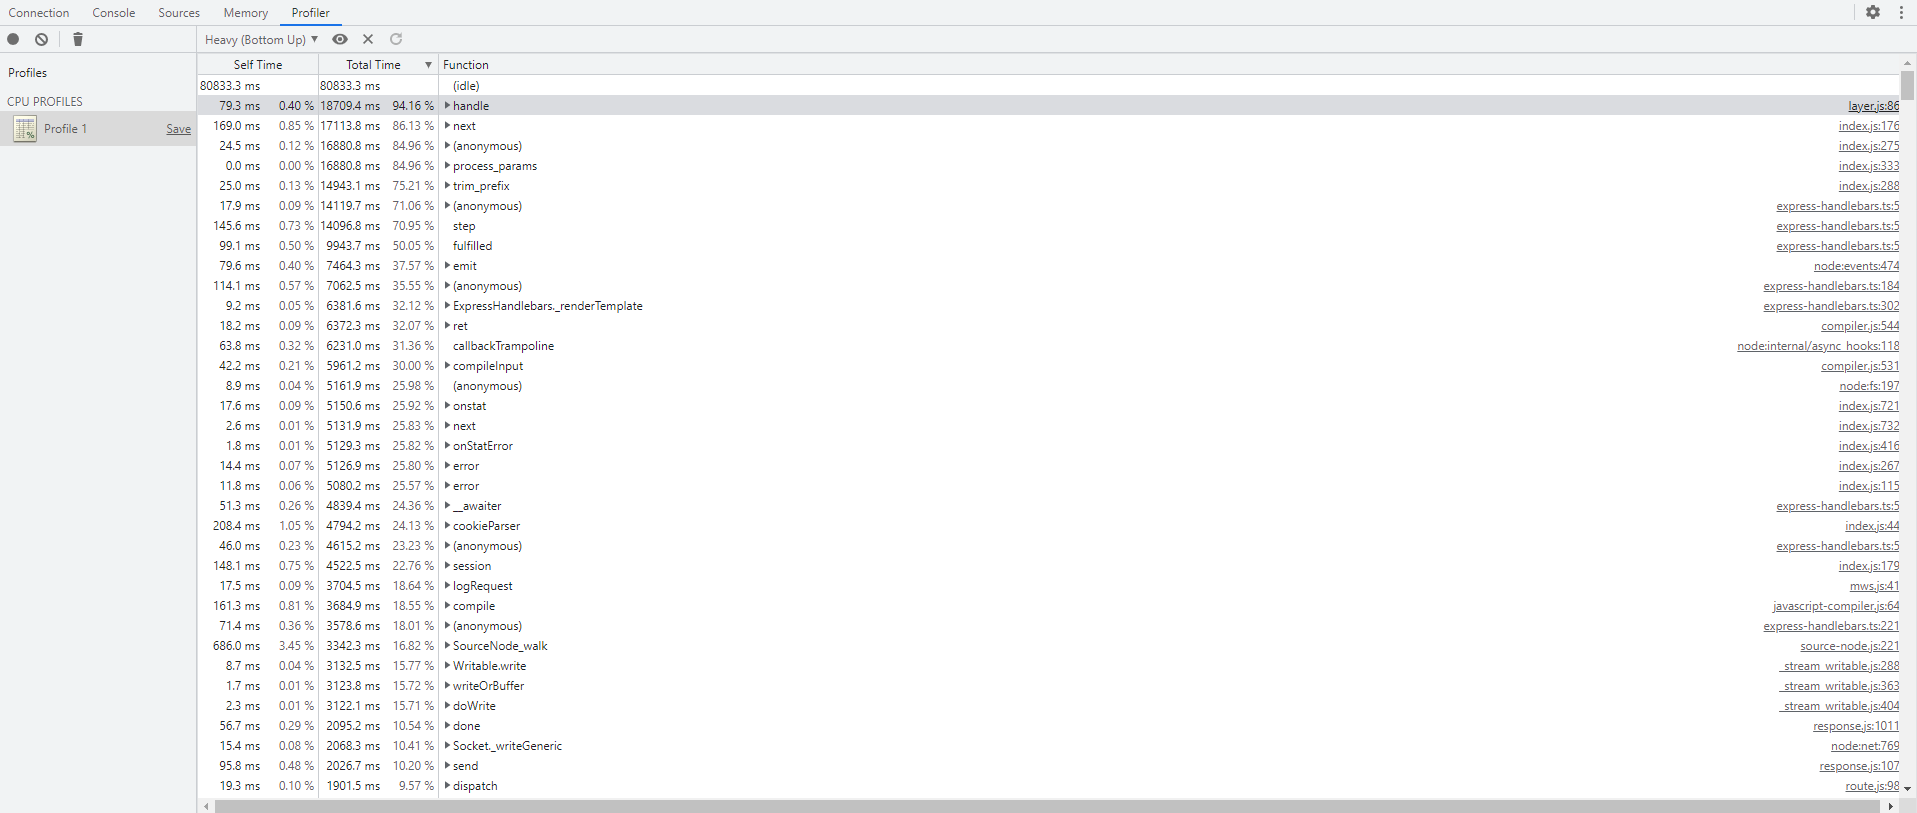 Connection Console Sources Memory Profiler
Heavy (Bottom Up)
Profiles
CPU PROFILES
Profile 1 Save
Self Time Total Time Function
80833.3 ms 80833.3 ms (idle)
79.3 ms 0.40 % 18709.4 ms 94.16 % handle layer.js:86
169.0 ms 0.85 % 17113.8 ms 86.13 % next index.js:176
24.5 ms 0.12 % 16880.8 ms 84.96 % (anonymous) index.js:275
0.0 ms 0.00 % 16880.8 ms 84.96 % process_params index.js:333
25.0 ms 0.13 % 14943.1 ms 75.21 % trim_prefix index.js:288
17.9 ms 0.09 % 14119.7 ms 71.06 % (anonymous) express-handlebars.ts:5
145.6 ms 0.73 % 14096.8 ms 70.95 % step express-handlebars.ts:5
99.1 ms 0.50 % 9943.7 ms 50.05 % fulfilled express-handlebars.ts:5
79.6 ms 0.40 % 7464.3 ms 37.57 % emit node:events:474
114.1 ms 0.57 % 7062.5 ms 35.55 % (anonymous) express-handlebars.ts:184
9.2 ms 0.05 % 6381.6 ms 32.12 % ExpressHandlebars._renderTemplate express-handlebars.ts:302
18.2 ms 0.09 % 6372.3 ms 32.07 % ret compiler.js:544
63.8 ms 0.32 % 6231.0 ms 31.36 % callbackTrampoline node:internal/async_hooks:118
42.2 ms 0.21 % 5961.2 ms 30.00 % compileInput compiler.js:531
8.9 ms 0.04 % 5161.9 ms 25.98 % (anonymous) node:fs:197
17.6 ms 0.09 % 5150.6 ms 25.92 % onstat index.js:721
2.6 ms 0.01 % 5131.9 ms 25.83 % next index.js:732
1.8 ms 0.01 % 5129.3 ms 25.82 % onStatError index.js:416
14.4 ms 0.07 % 5126.9 ms 25.80 % error index.js:267
11.8 ms 0.06 % 5080.2 ms 25.57 % error index.js:115
51.3 ms 0.26 % 4839.4 ms 24.36 % __awaiter express-handlebars.ts:5
208.4 ms 1.05 % 4794.2 ms 24.13 % cookieParser index.js:44
46.0 ms 0.23 % 4615.2 ms 23.23 % (anonymous) express-handlebars.ts:5
148.1 ms 0.75 % 4522.5 ms 22.76 % session index.js:179
17.5 ms 0.09 % 3704.5 ms 18.64 % logRequest mws.js:41
161.3 ms 0.81 % 3684.9 ms 18.55 % compile javascript-compiler.js:64
71.4 ms 0.36 % 3578.6 ms 18.01 % (anonymous) express-handlebars.ts:221
686.0 ms 3.45 % 3342.3 ms 16.82 % SourceNode_walk source-node.js:221
8.7 ms 0.04 % 3132.5 ms 15.77 % Writable.write _stream_writable.js:288
1.7 ms 0.01 % 3123.8 ms 15.72 % writeOrBuffer _stream_writable.js:363
2.3 ms 0.01 % 3122.1 ms 15.71 % doWrite _stream_writable.js:404
56.7 ms 0.29 % 2095.2 ms 10.54 % done response.js:1011
15.4 ms 0.08 % 2068.3 ms 10.41 % Socket._writeGeneric node:net:769
95.8 ms 0.48 % 2026.7 ms 10.20 % send response.js:107
19.3 ms 0.10 % 1901.5 ms 9.57 % dispatch route.js:98